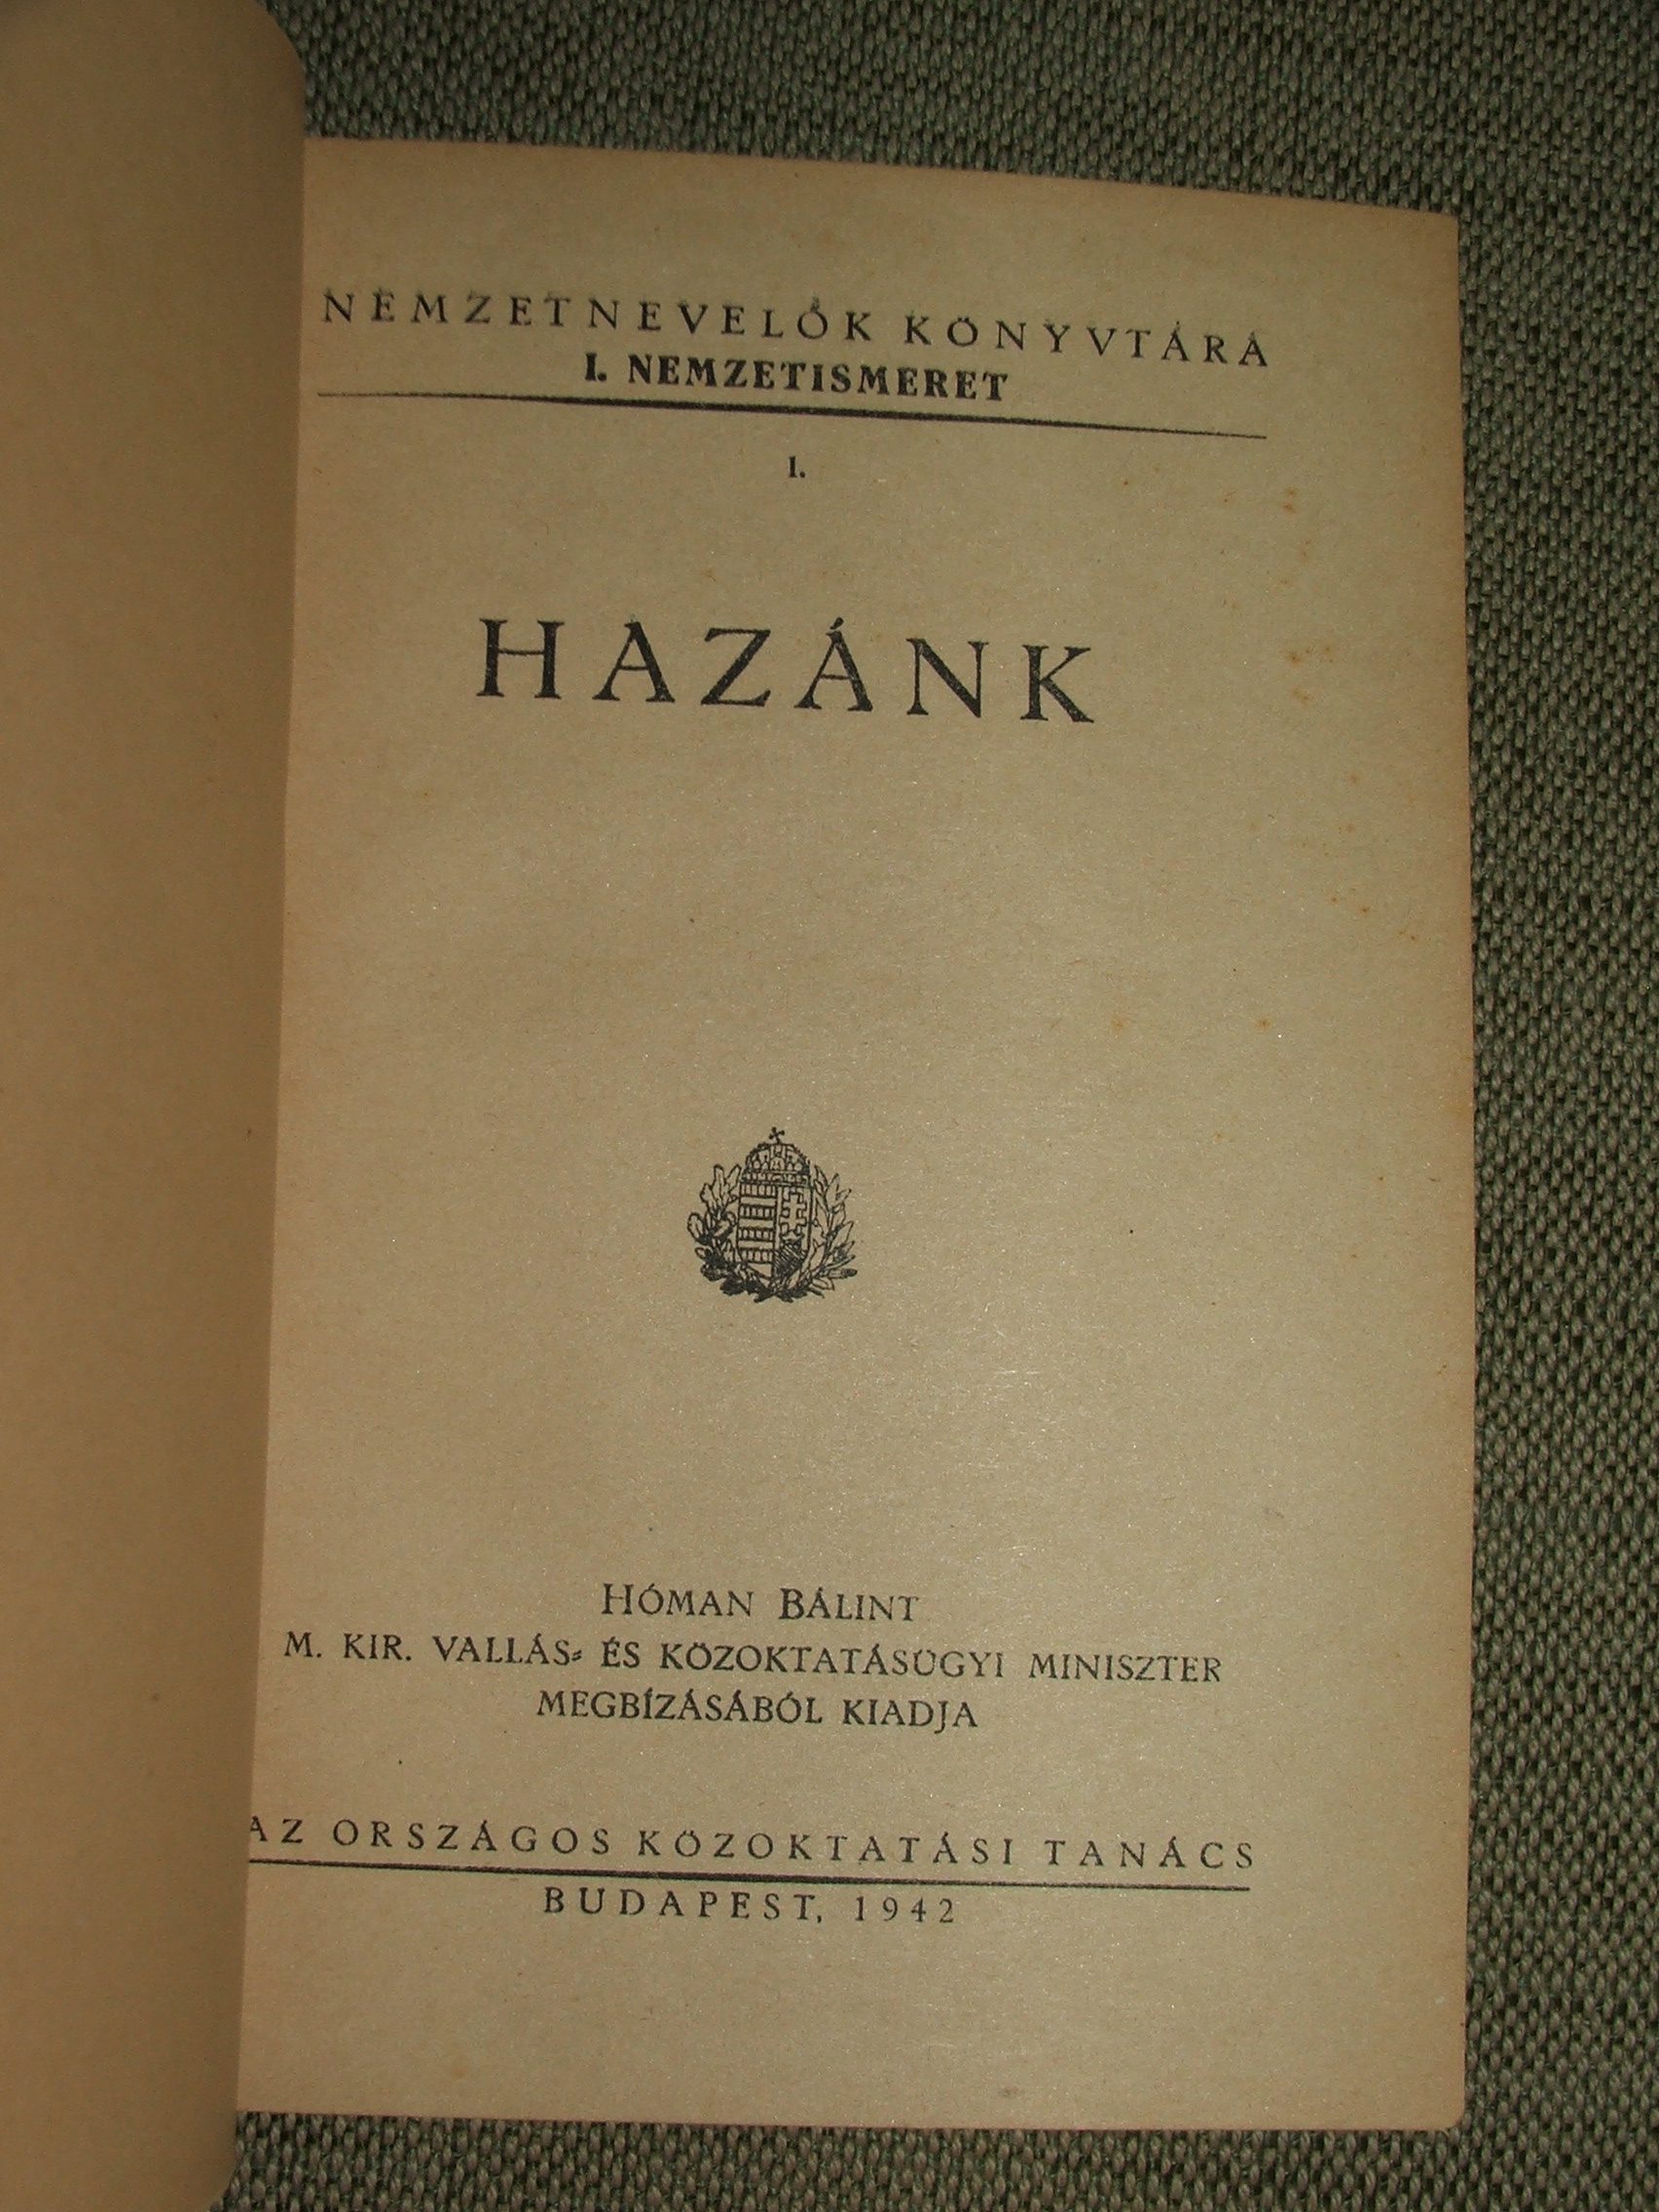 NEMZETNEVELŐK KÖNYVTÁRA
I. NEMZETISMERET
I.
HAZÁNK
HÓMAN BÁLINT
M. KIR. VALLÁS- ÉS KÖZOKTATÁSÜGYI MINISZTER
MEGBÍZÁSÁBÓL KIADJA
AZ ORSZÁGOS KÖZOKTATÁSI TANÁCS
BUDAPEST, 1942